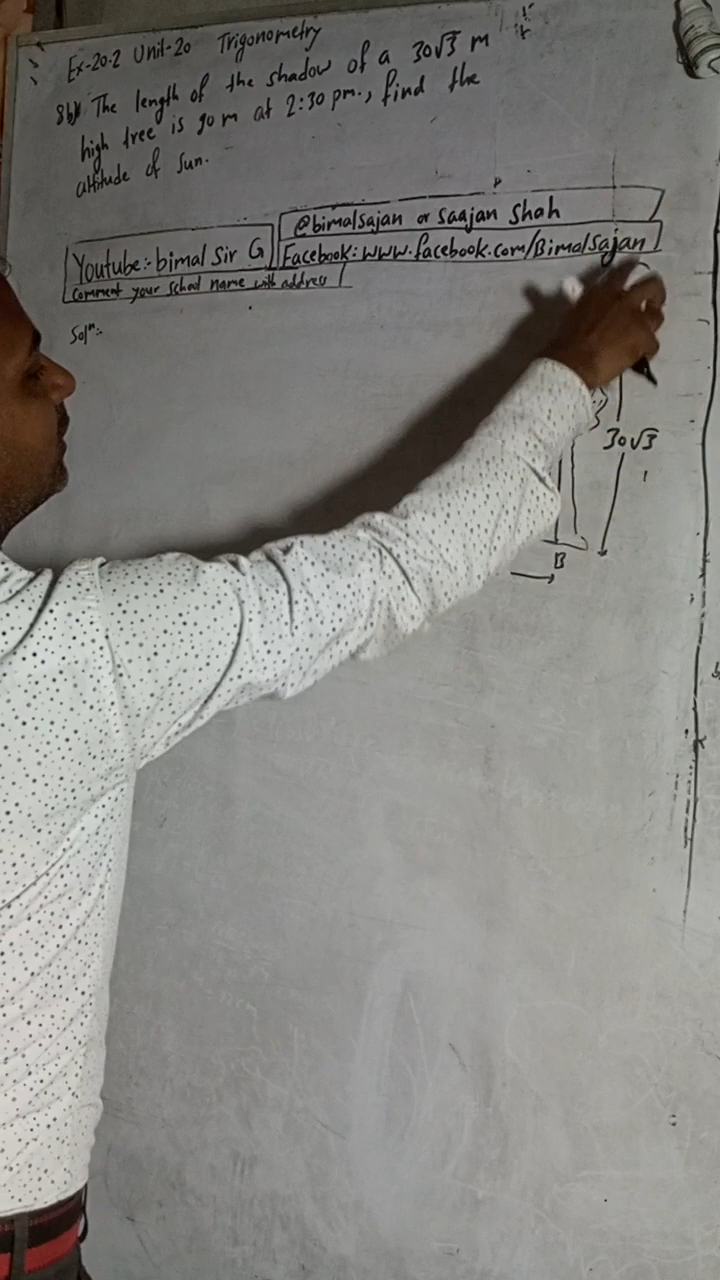 Ex-20.2 Unit-20 Trigonometry
8b) The length of the shadow of a 30√3 m
high tree is 90 m at 2:30 pm., find the
altitude of sun.
@bimalsajan or Saajan Shah
Youtube:- bimal Sir G
Facebook: www.facebook.com/Bimalsajan
Comment your school name with address
Solⁿ:-
30√3
B